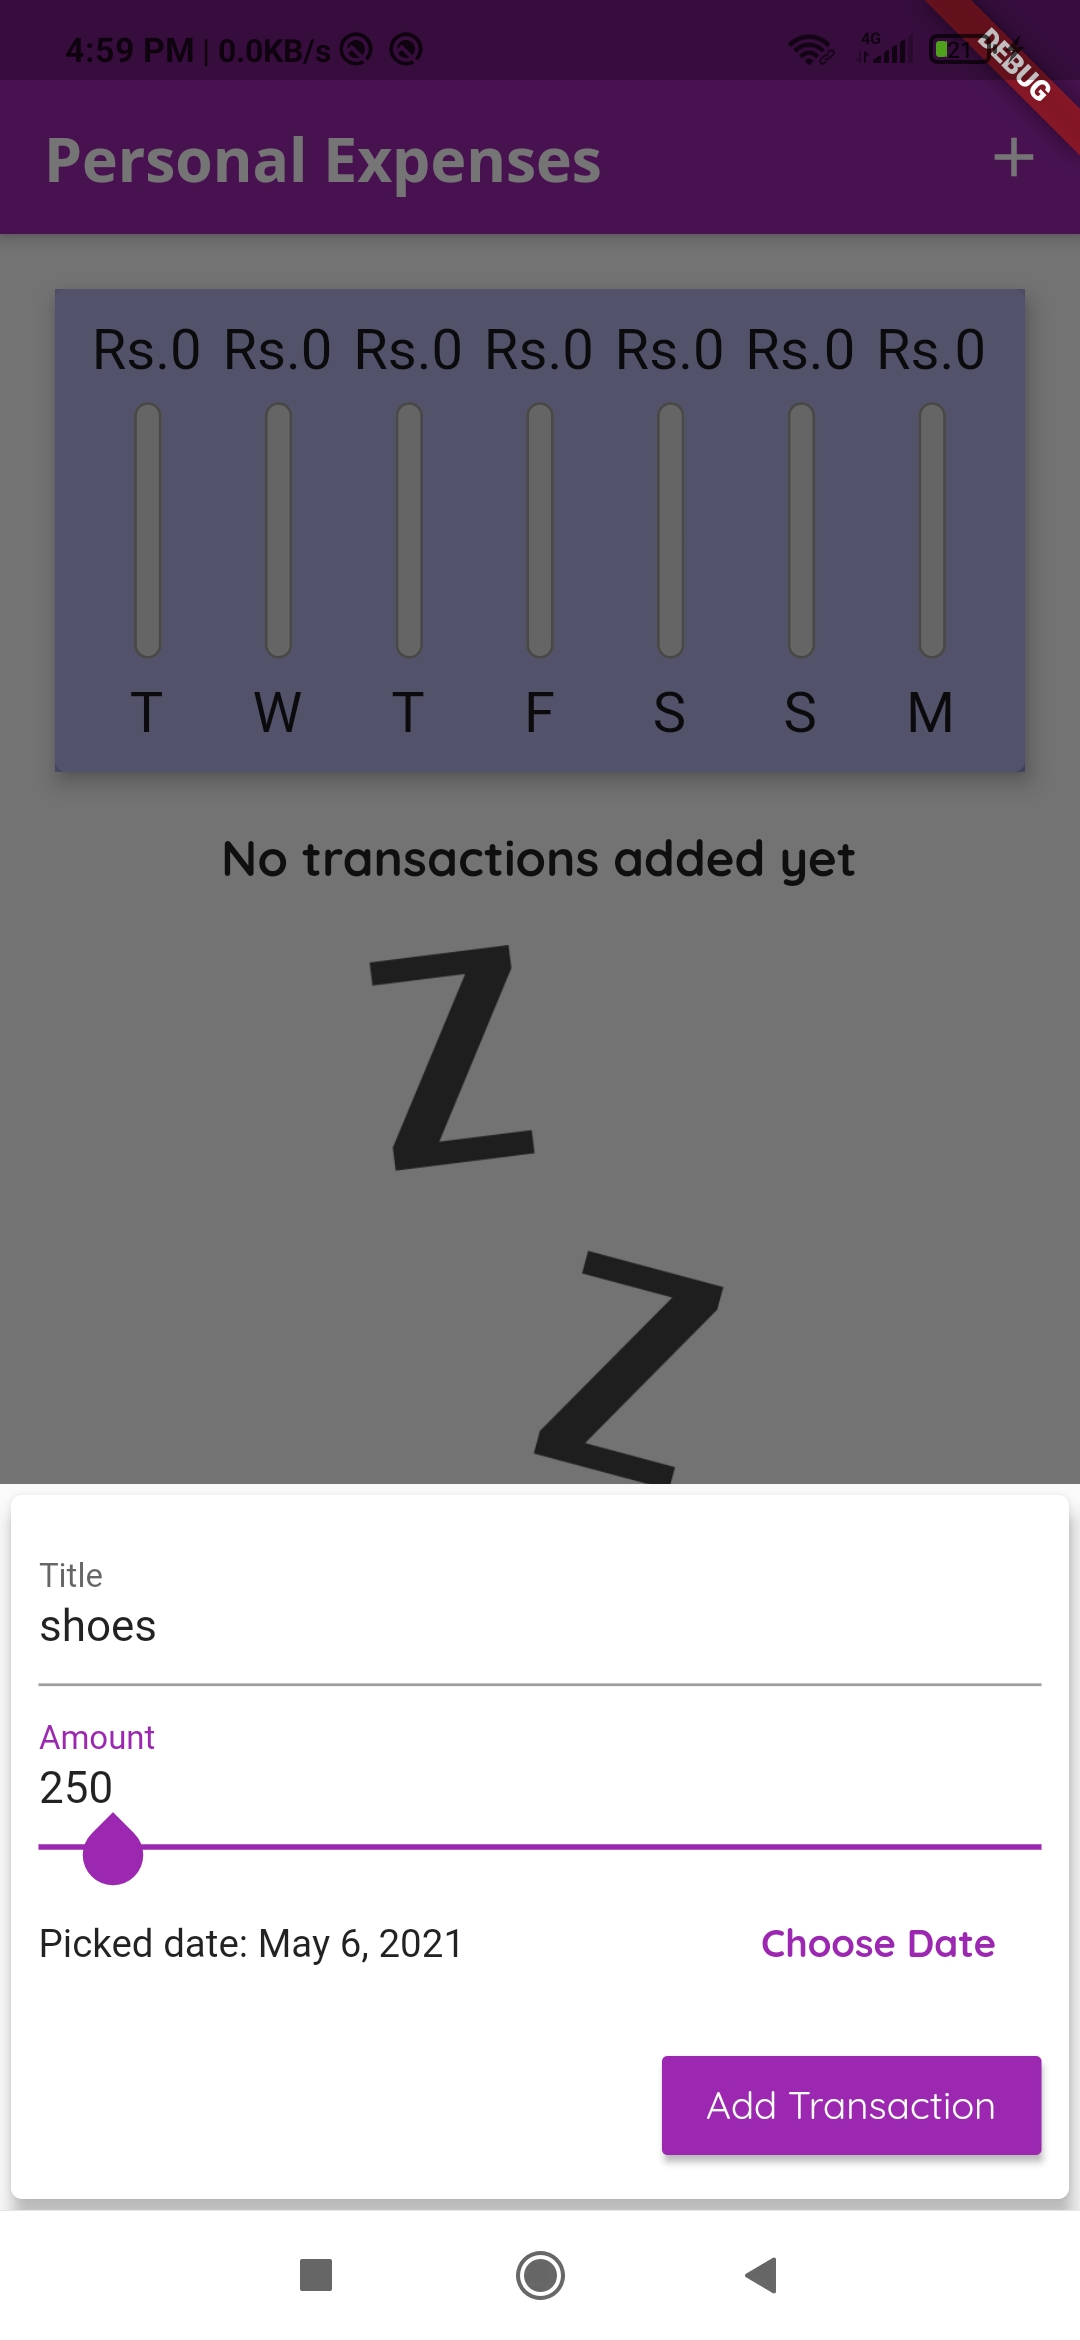 4:59 PM | 0.0KB/s 4G 21
DEBUG
Personal Expenses +
Rs.0 Rs.0 Rs.0 Rs.0 Rs.0 Rs.0 Rs.0
T W T F S S M
No transactions added yet
Z
Z
Title
shoes
Amount
250
Picked date: May 6, 2021 Choose Date
Add Transaction